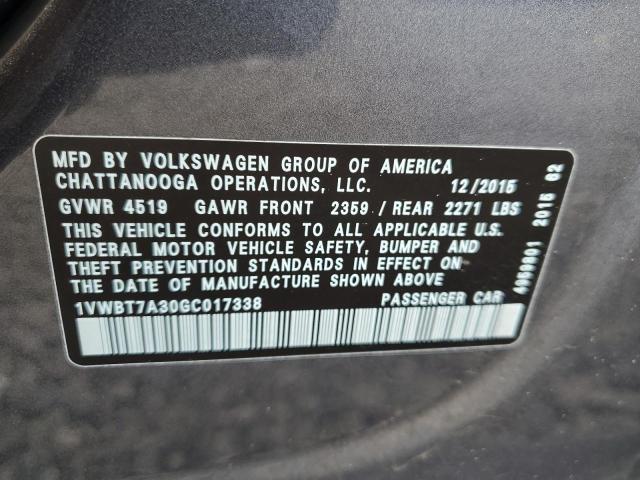 MFD BY VOLKSWAGEN GROUP OF AMERICA
CHATTANOOGA OPERATIONS, LLC. 12/2015
GVWR 4519 GAWR FRONT 2359 / REAR 2271 LBS
THIS VEHICLE CONFORMS TO ALL APPLICABLE U.S.
FEDERAL MOTOR VEHICLE SAFETY, BUMPER AND
THEFT PREVENTION STANDARDS IN EFFECT ON
THE DATE OF MANUFACTURE SHOWN ABOVE
1VWBT7A30GC017338 PASSENGER CAR
2015 02